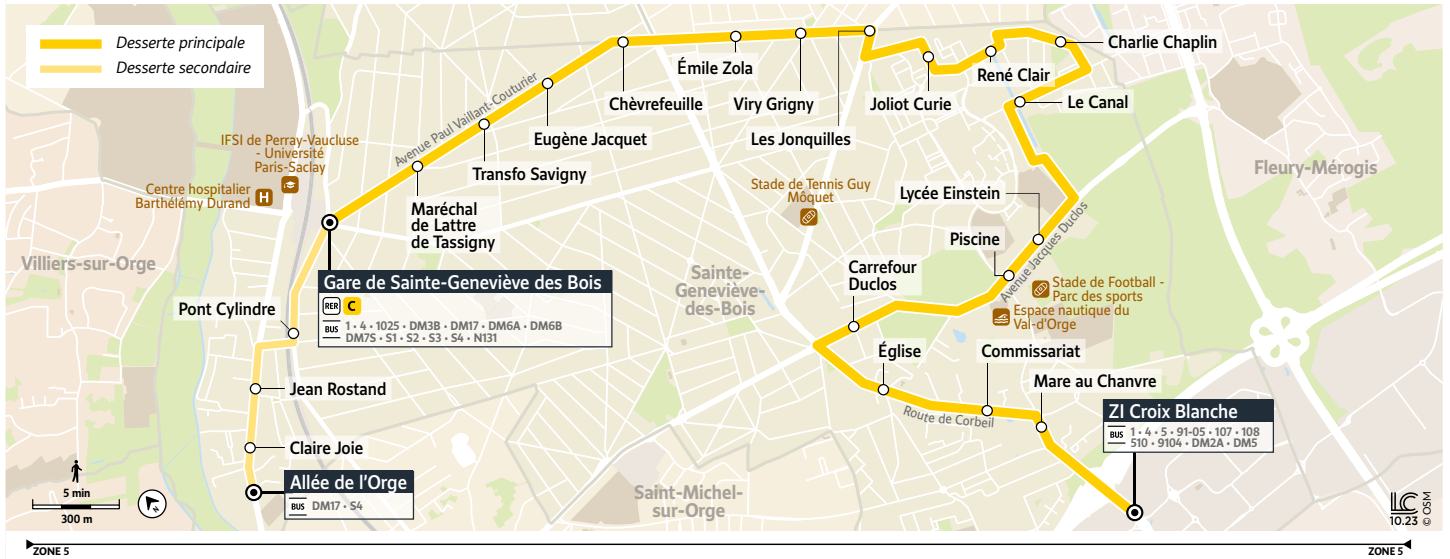 Desserte principale
Desserte secondaire
Charlie Chaplin
Émile Zola
René Clair
Chèvrefeuille
Viry Grigny
Joliot Curie
Le Canal
Avenue Paul Vaillant-Couturier
Eugène Jacquet
Les Jonquilles
IFSI de Perray-Vaucluse
- Université
Paris-Saclay
Transfo Savigny
Fleury-Mérogis
Centre hospitalier
Barthélémy Durand
H
Stade de Tennis Guy
Môquet
Lycée Einstein
Maréchal
de Lattre
de Tassigny
Avenue Jacques Duclos
Piscine
Villiers-sur-Orge
Carrefour
Duclos
Gare de Sainte-Geneviève des Bois
RER C
BUS 1 • 4 • 1025 • DM3B • DM17 • DM6A • DM6B
DM7S • S1 • S2 • S3 • S4 • N131
Sainte-
Geneviève-
des-Bois
Stade de Football -
Parc des sports
Espace nautique du
Val-d'Orge
Pont Cylindre
Église
Commissariat
Mare au Chanvre
Jean Rostand
Route de Corbeil
ZI Croix Blanche
BUS 1 • 4 • 5 • 91-05 • 107 • 108
510 • 9104 • DM2A • DM5
Claire Joie
Allée de l'Orge
BUS DM17 • S4
Saint-Michel-
sur-Orge
5 min
300 m
N
LC
10.23
© OSM
ZONE 5
ZONE 5